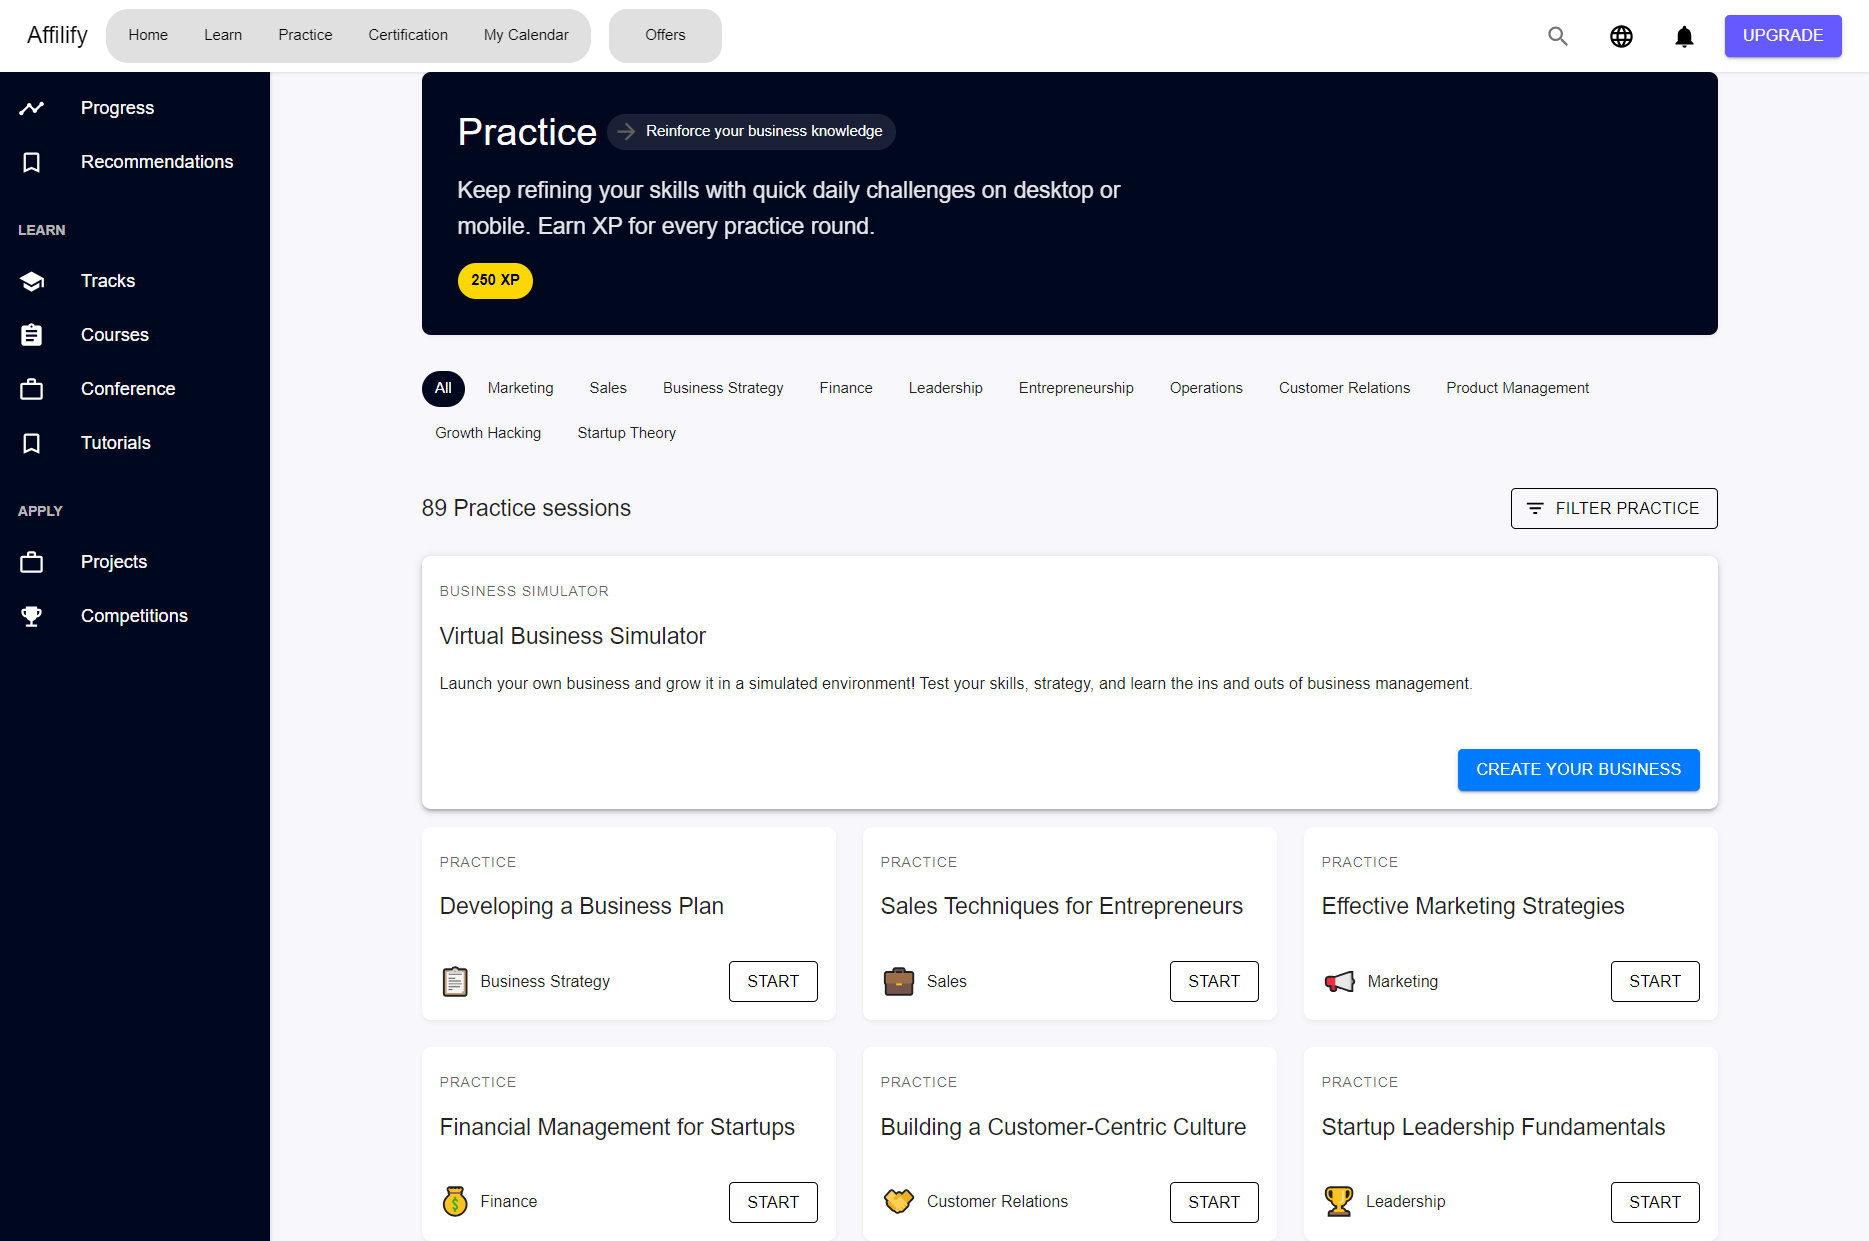 Affilify
Home Learn Practice Certification My Calendar Offers
UPGRADE
Progress
Recommendations
LEARN
Tracks
Courses
Conference
Tutorials
APPLY
Projects
Competitions
Practice
Reinforce your business knowledge
Keep refining your skills with quick daily challenges on desktop or
mobile. Earn XP for every practice round.
250 XP
All Marketing Sales Business Strategy Finance Leadership Entrepreneurship Operations Customer Relations Product Management
Growth Hacking Startup Theory
89 Practice sessions
FILTER PRACTICE
BUSINESS SIMULATOR
Virtual Business Simulator
Launch your own business and grow it in a simulated environment! Test your skills, strategy, and learn the ins and outs of business management.
CREATE YOUR BUSINESS
PRACTICE
Developing a Business Plan
Business Strategy
START
PRACTICE
Sales Techniques for Entrepreneurs
Sales
START
PRACTICE
Effective Marketing Strategies
Marketing
START
PRACTICE
Financial Management for Startups
Finance
START
PRACTICE
Building a Customer-Centric Culture
Customer Relations
START
PRACTICE
Startup Leadership Fundamentals
Leadership
START